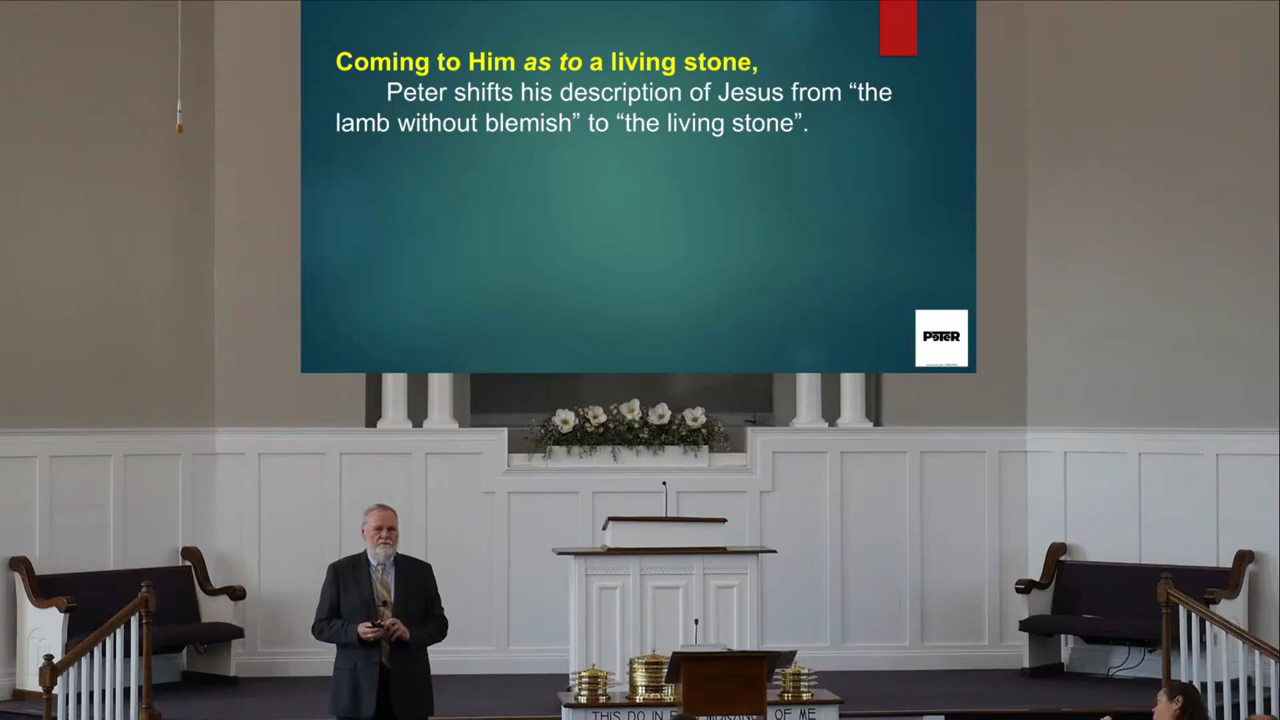 Coming to Him as to a living stone,
Peter shifts his description of Jesus from “the
lamb without blemish” to “the living stone”.
PeTeR
THIS DO IN OF ME